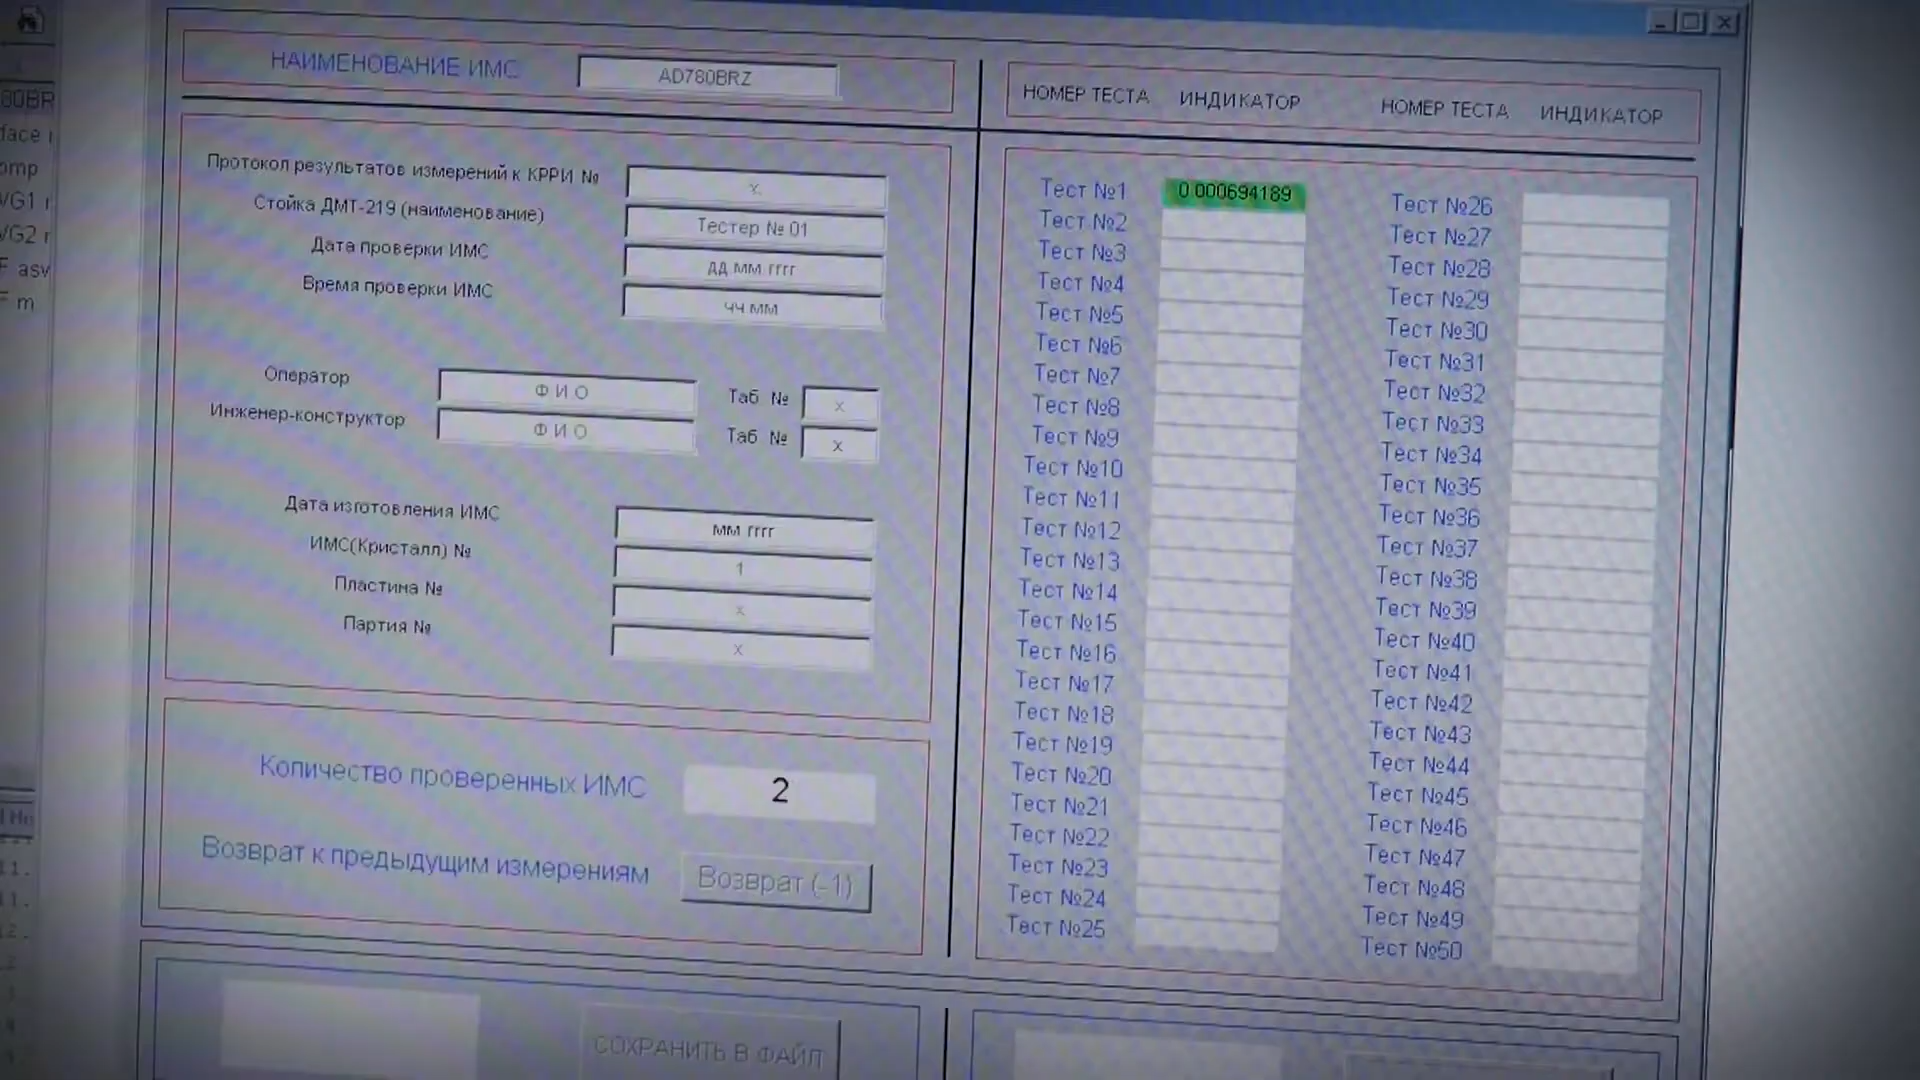 НАИМЕНОВАНИЕ ИМС
AD780BRZ
Протокол результатов измерений к КРРИ №
x
Стойка ДМТ-219 (наименование)
Тестер № 01
Дата проверки ИМС
дд мм гггг
Время проверки ИМС
чч мм
Оператор
Ф И О
Таб №
x
Инженер-конструктор
Ф И О
Таб №
x
Дата изготовления ИМС
мм гггг
ИМС(Кристалл) №
1
Пластина №
x
Партия №
x
Количество проверенных ИМС
2
Возврат к предыдущим измерениям
Возврат (-1)
СОХРАНИТЬ В ФАЙЛ
НОМЕР ТЕСТА ИНДИКАТОР
НОМЕР ТЕСТА ИНДИКАТОР
Тест №1 0 000694189
Тест №2
Тест №3
Тест №4
Тест №5
Тест №6
Тест №7
Тест №8
Тест №9
Тест №10
Тест №11
Тест №12
Тест №13
Тест №14
Тест №15
Тест №16
Тест №17
Тест №18
Тест №19
Тест №20
Тест №21
Тест №22
Тест №23
Тест №24
Тест №25
Тест №26
Тест №27
Тест №28
Тест №29
Тест №30
Тест №31
Тест №32
Тест №33
Тест №34
Тест №35
Тест №36
Тест №37
Тест №38
Тест №39
Тест №40
Тест №41
Тест №42
Тест №43
Тест №44
Тест №45
Тест №46
Тест №47
Тест №48
Тест №49
Тест №50